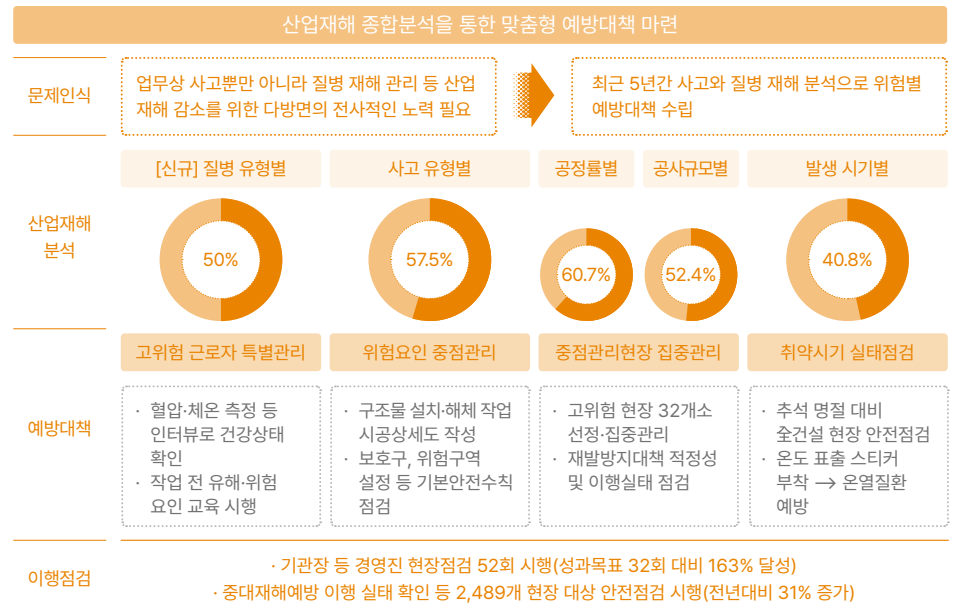 산업재해 종합분석을 통한 맞춤형 예방대책 마련
문제인식
업무상 사고뿐만 아니라 질병 재해 관리 등 산업
재해 감소를 위한 다방면의 전사적인 노력 필요
최근 5년간 사고와 질병 재해 분석으로 위험별
예방대책 수립
산업재해
분석
[신규] 질병 유형별
사고 유형별
공정률별
공사규모별
발생 시기별
50%
57.5%
60.7%
52.4%
40.8%
예방대책
고위험 근로자 특별관리
· 혈압·체온 측정 등
인터뷰로 건강상태
확인
· 작업 전 유해·위험
요인 교육 시행
위험요인 중점관리
· 구조물 설치·해체 작업
시공상세도 작성
· 보호구, 위험구역
설정 등 기본안전수칙
점검
중점관리현장 집중관리
· 고위험 현장 32개소
선정·집중관리
· 재발방지대책 적정성
및 이행실태 점검
취약시기 실태점검
· 추석 명절 대비
全건설 현장 안전점검
· 온도 표출 스티커
부착 → 온열질환
예방
이행점검
· 기관장 등 경영진 현장점검 52회 시행(성과목표 32회 대비 163% 달성)
· 중대재해예방 이행 실태 확인 등 2,489개 현장 대상 안전점검 시행(전년대비 31% 증가)